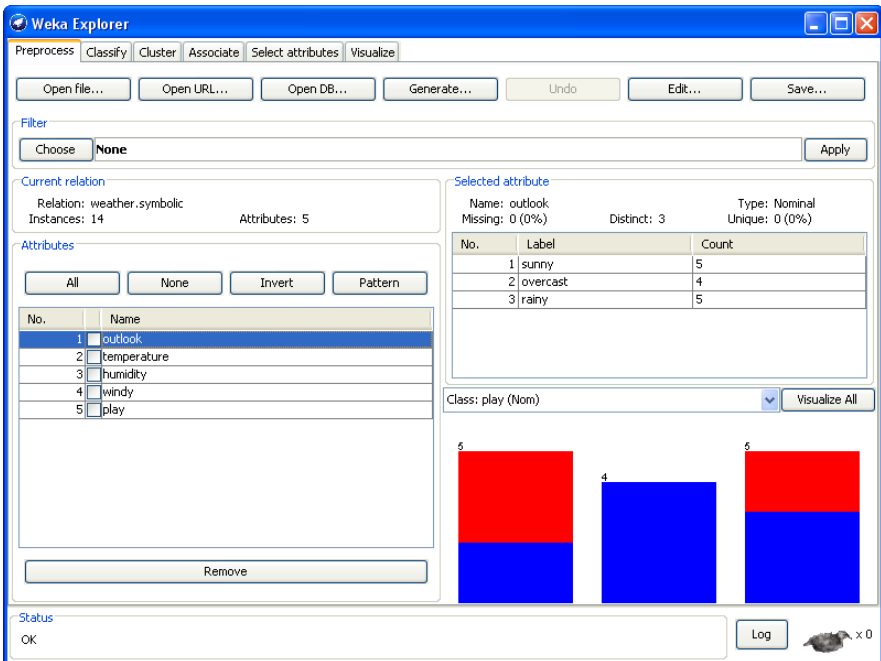 Weka Explorer
Preprocess Classify Cluster Associate Select attributes Visualize
Open file... Open URL... Open DB... Generate... Undo Edit... Save...
Filter
Choose None Apply
Current relation
Relation: weather.symbolic
Instances: 14 Attributes: 5
Attributes
All None Invert Pattern
No. Name
1 outlook
2 temperature
3 humidity
4 windy
5 play
Remove
Selected attribute
Name: outlook Type: Nominal
Missing: 0 (0%) Distinct: 3 Unique: 0 (0%)
No. Label Count
1 sunny 5
2 overcast 4
3 rainy 5
Class: play (Nom) Visualize All
5 4 5
Status
OK Log x 0